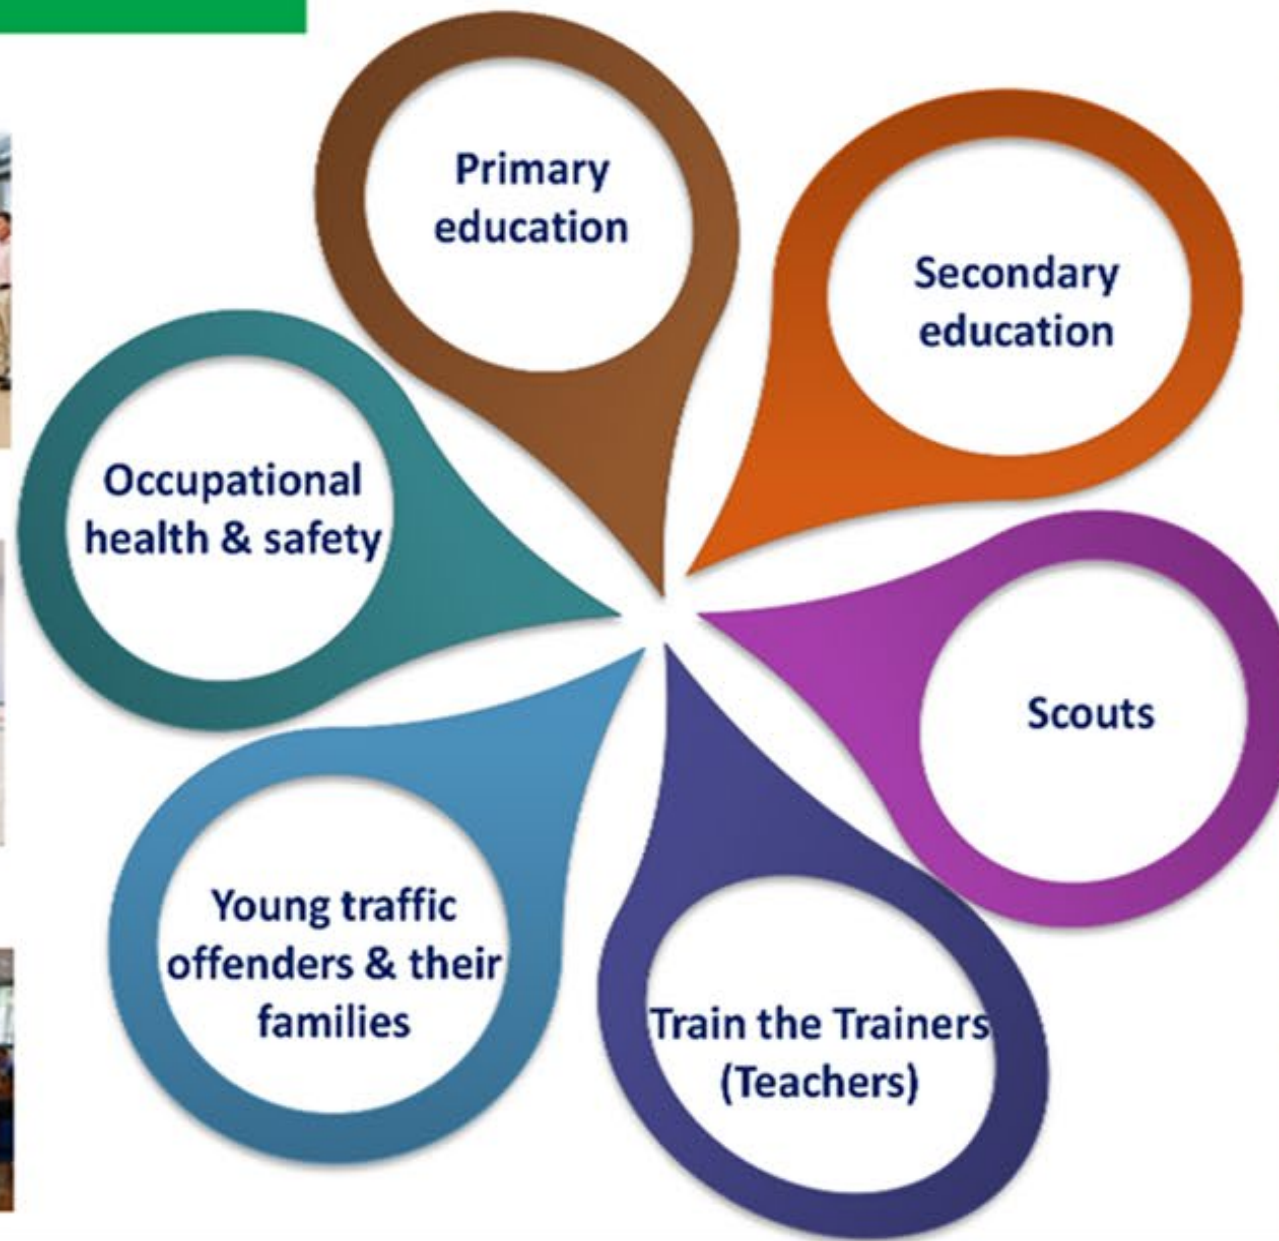 Primary
education
Secondary
education
Occupational
health & safety
Scouts
Young traffic
offenders & their
families
Train the Trainers
(Teachers)